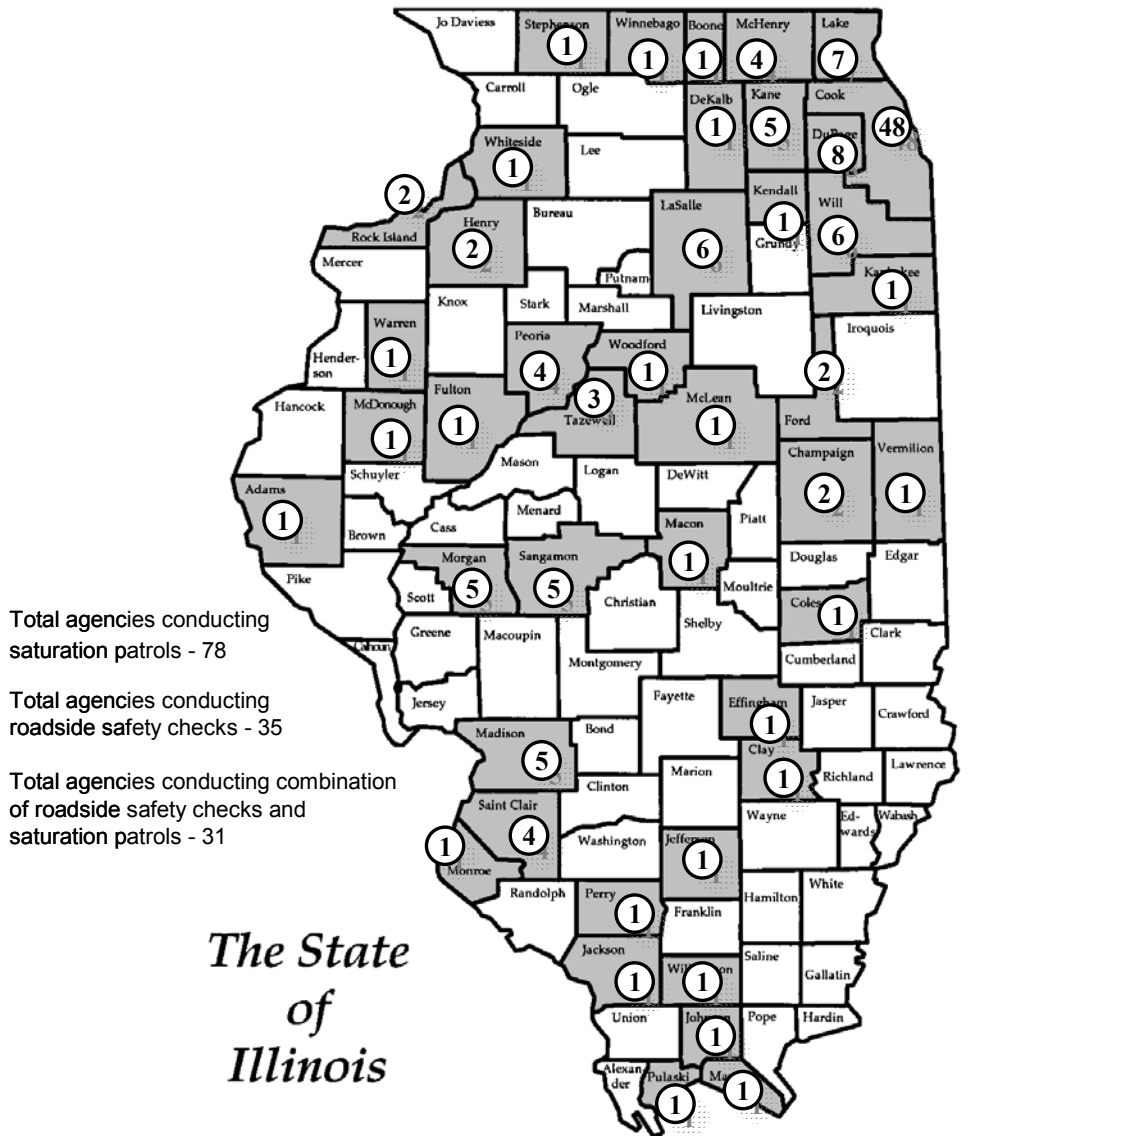 Jo Daviess
Stephenson
1
Winnebago
1
Boone
1
McHenry
4
Lake
7
Carroll
Ogle
DeKalb
1
Kane
5
Cook
48
DuPage
8
Whiteside
1
Lee
2
Rock Island
Henry
2
Bureau
LaSalle
6
Kendall
1
Grundy
Will
6
Mercer
Putnam
Kankakee
1
Knox
Stark
Marshall
Livingston
Iroquois
Warren
1
Hender-
son
Peoria
4
Woodford
1
2
Ford
Hancock
McDonough
1
Fulton
1
3
Tazewell
McLean
1
Champaign
2
Vermilion
1
Adams
1
Schuyler
Mason
Logan
DeWitt
Piatt
Brown
Cass
Menard
Macon
1
Douglas
Edgar
Pike
Morgan
5
Sangamon
5
Scott
Christian
Moultrie
Coles
1
Total agencies conducting
saturation patrols - 78
Total agencies conducting
roadside safety checks - 35
Total agencies conducting combination
of roadside safety checks and
saturation patrols - 31
Calhoun
Greene
Macoupin
Shelby
Clark
Cumberland
Montgomery
Jersey
Fayette
Effingham
1
Jasper
Crawford
Madison
5
Bond
Clay
1
Richland
Lawrence
Marion
Clinton
Saint Clair
4
1
Monroe
Washington
Jefferson
1
Wayne
Ed-
wards
Wabash
Randolph
Perry
1
Franklin
Hamilton
White
Jackson
1
Williamson
1
Saline
Gallatin
Union
Johnson
1
Pope
Hardin
Alexan
der
Pulaski
1
Ma
1
The State
of
Illinois